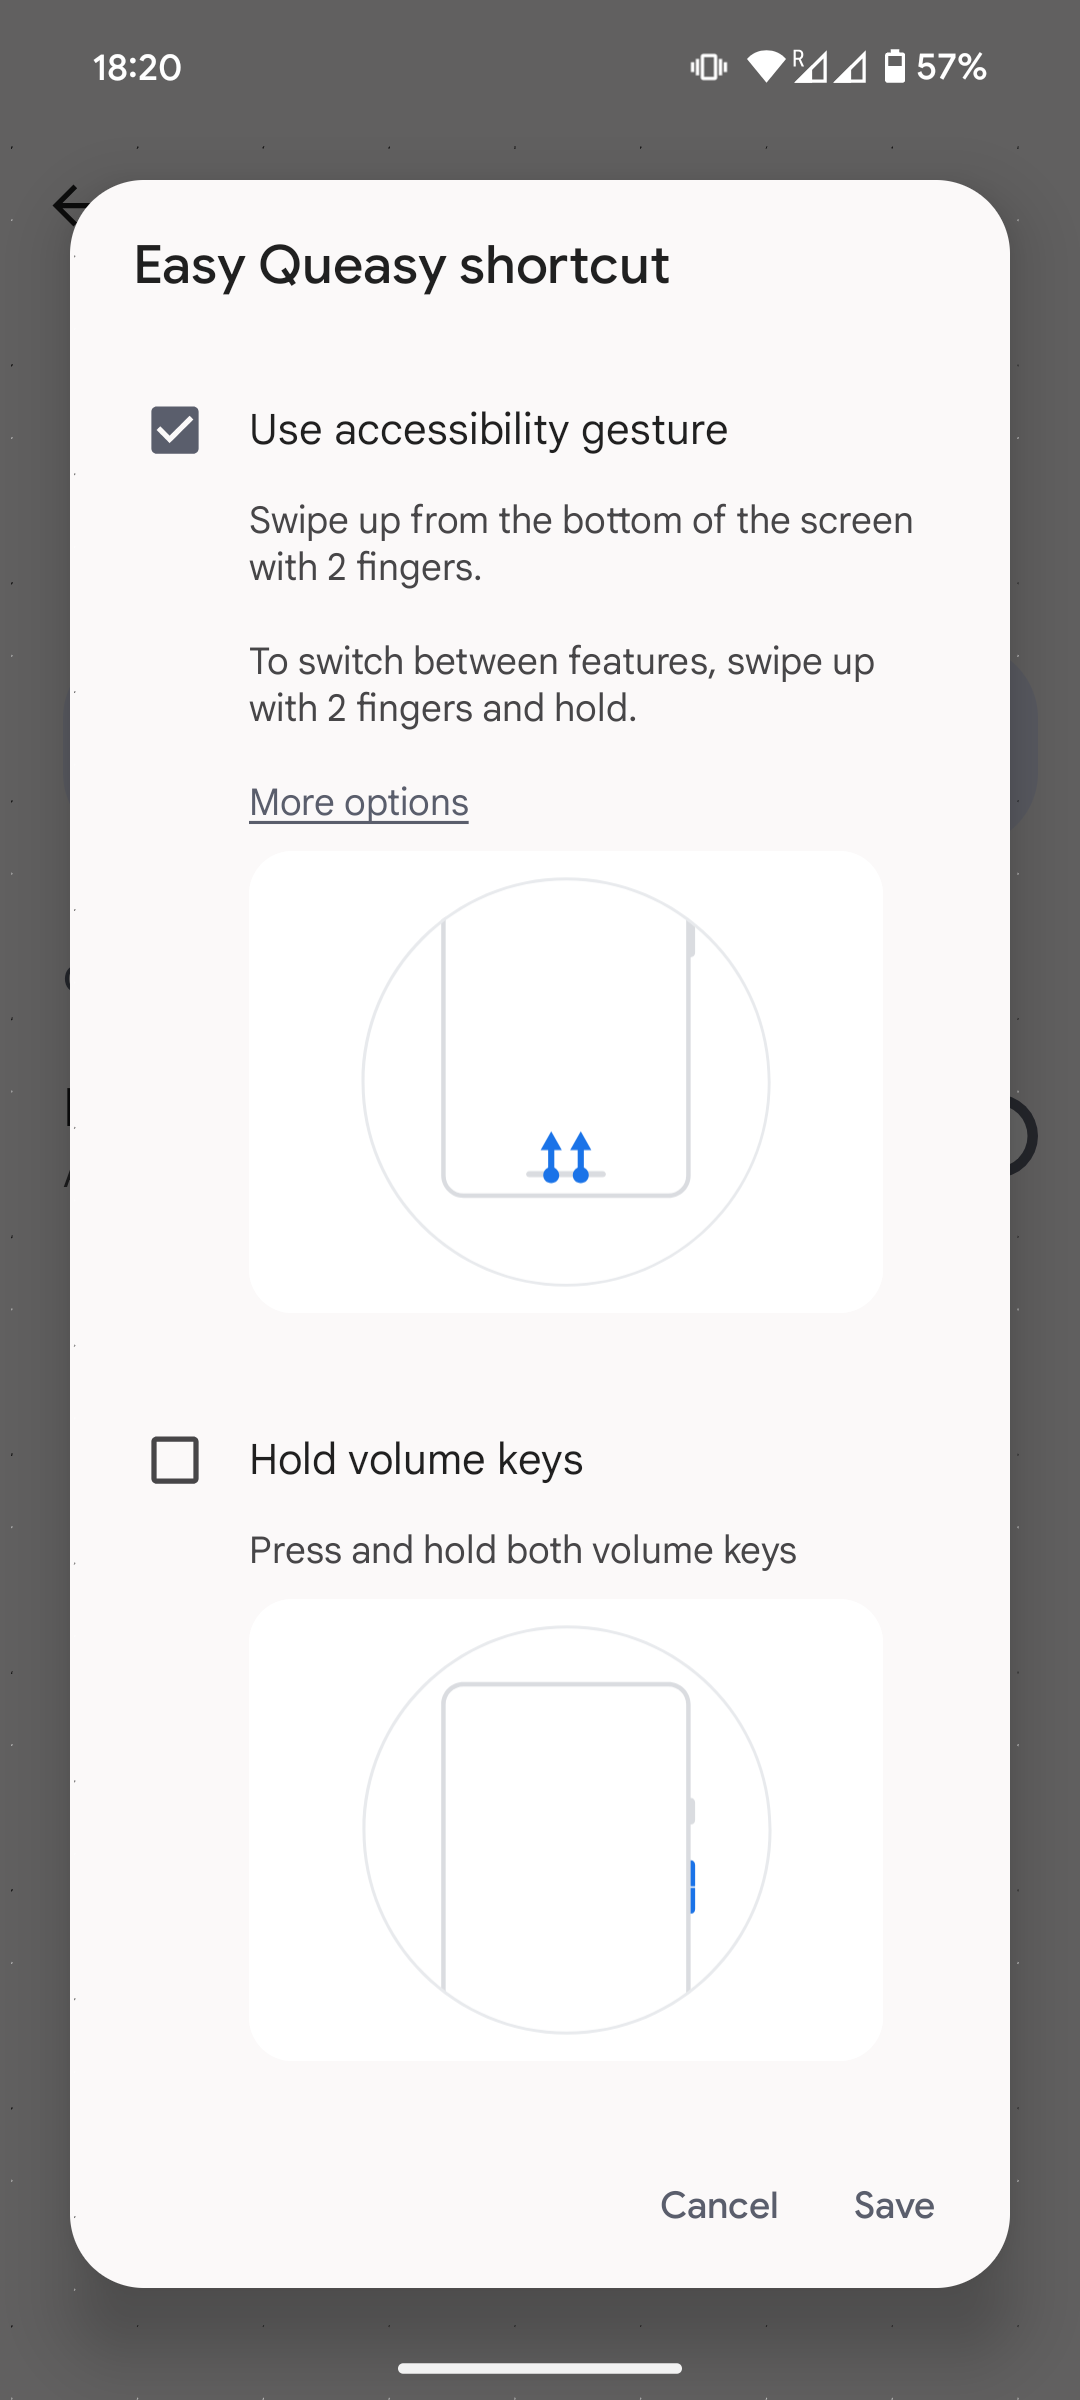 18:20
R
57%
Easy Queasy shortcut
Use accessibility gesture
Swipe up from the bottom of the screen
with 2 fingers.
To switch between features, swipe up
with 2 fingers and hold.
More options
Hold volume keys
Press and hold both volume keys
Cancel
Save